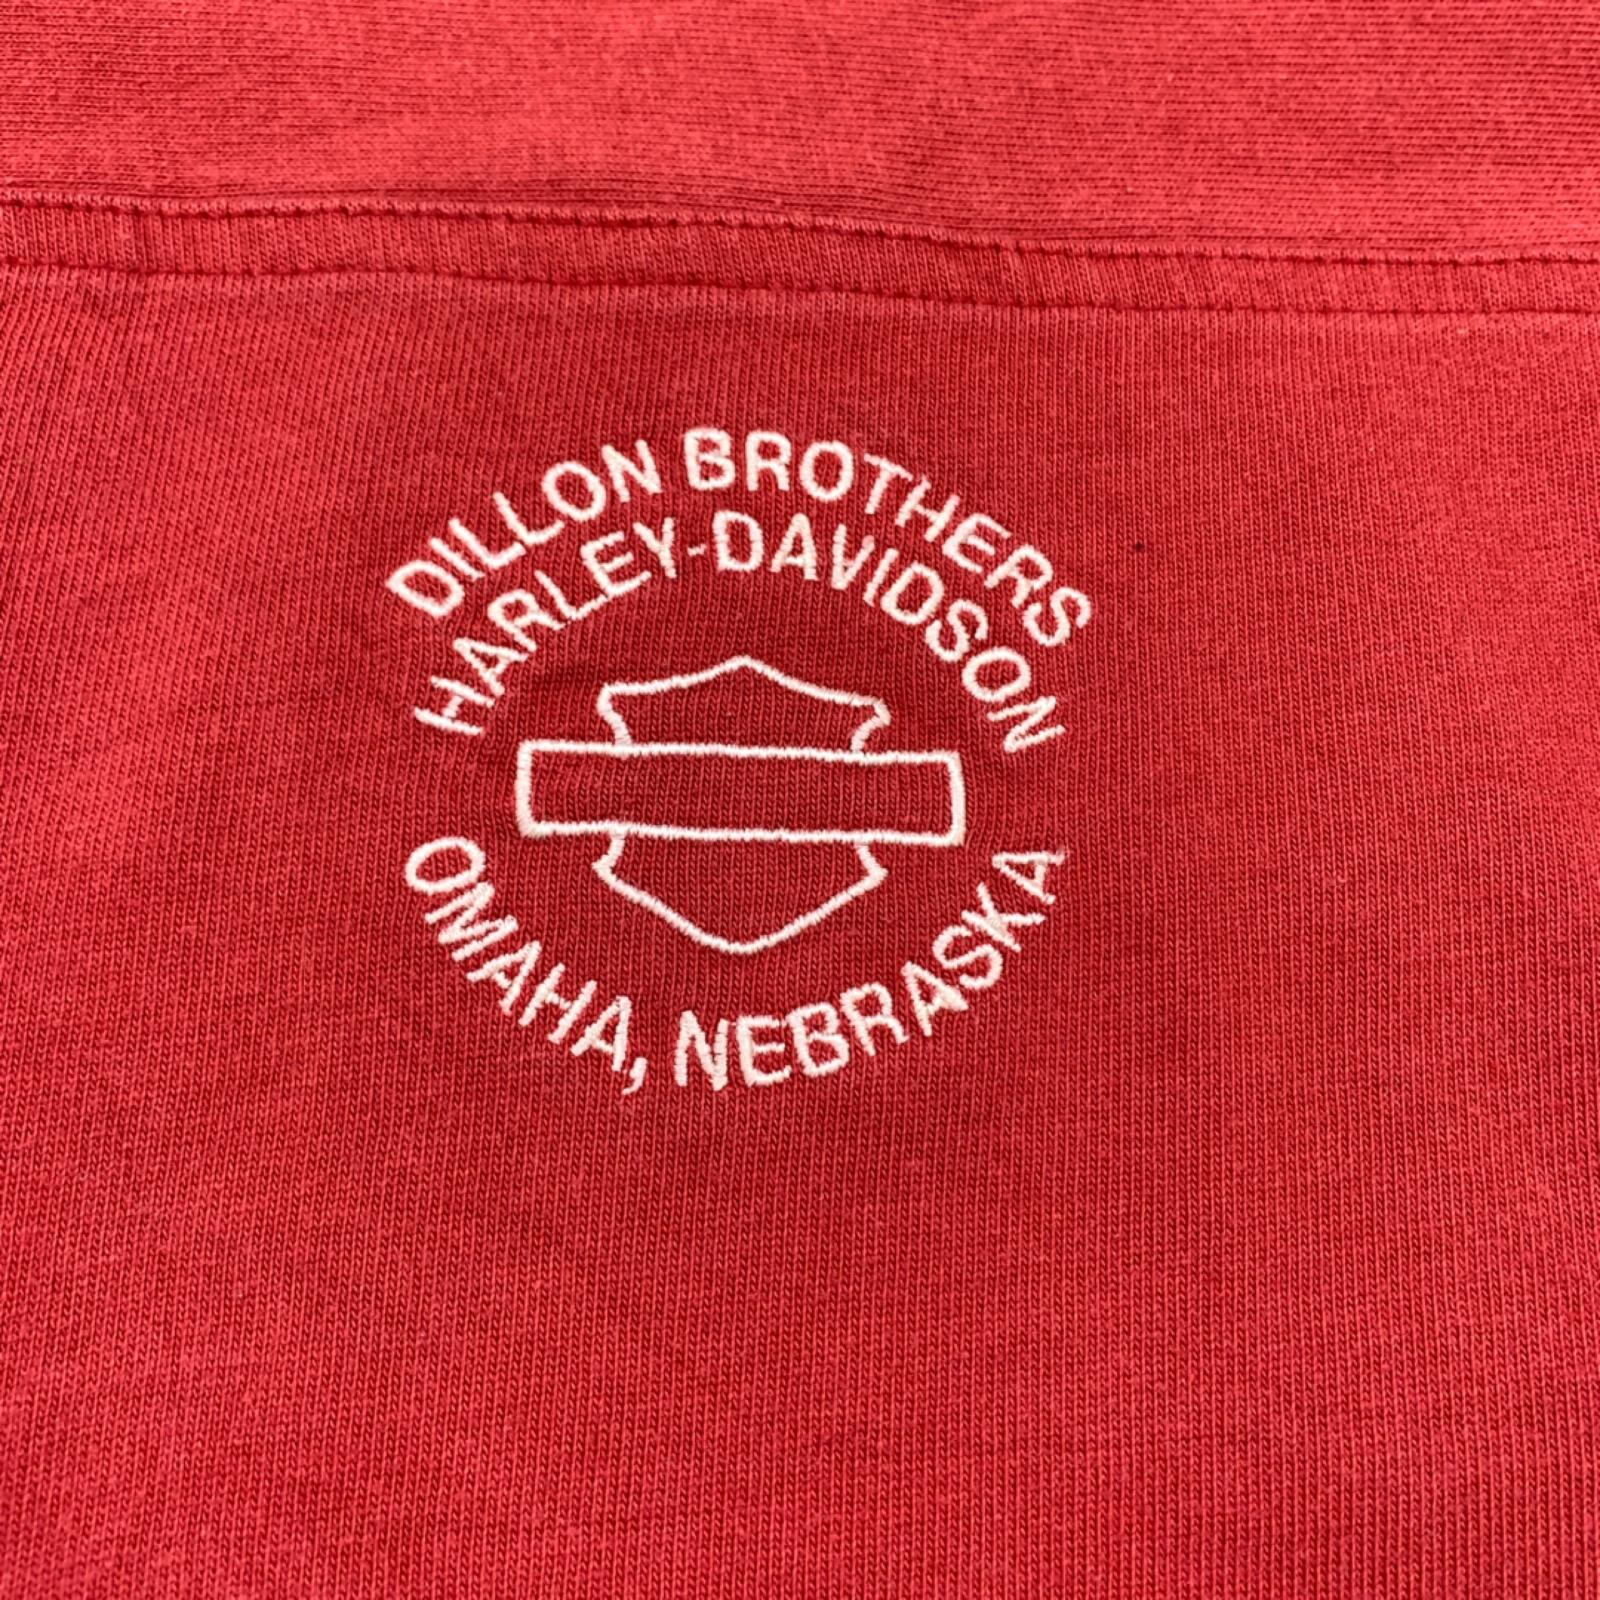 DILLON BROTHERS
HARLEY-DAVIDSON
OMAHA, NEBRASKA